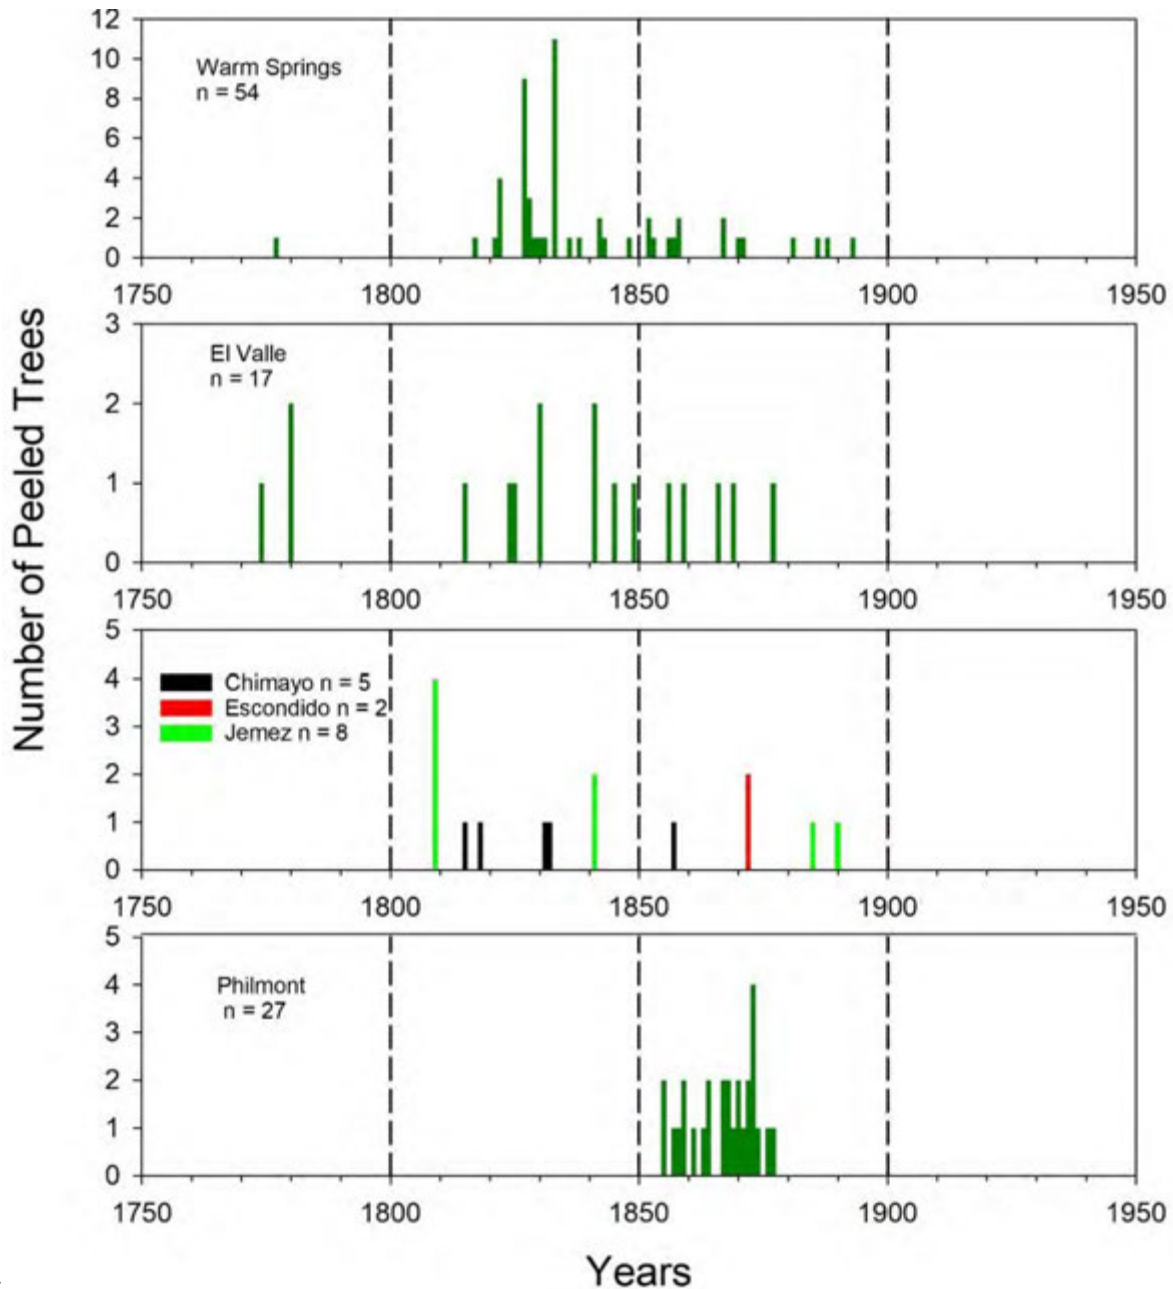 12
10
8
6
4
2
0
Warm Springs
n = 54
1750 1800 1850 1900 1950
3
2
1
0
El Valle
n = 17
1750 1800 1850 1900 1950
5
4
3
2
1
0
Chimayo n = 5
Escondido n = 2
Jemez n = 8
1750 1800 1850 1900 1950
5
4
3
2
1
0
Philmont
n = 27
1750 1800 1850 1900 1950
Number of Peeled Trees
Years